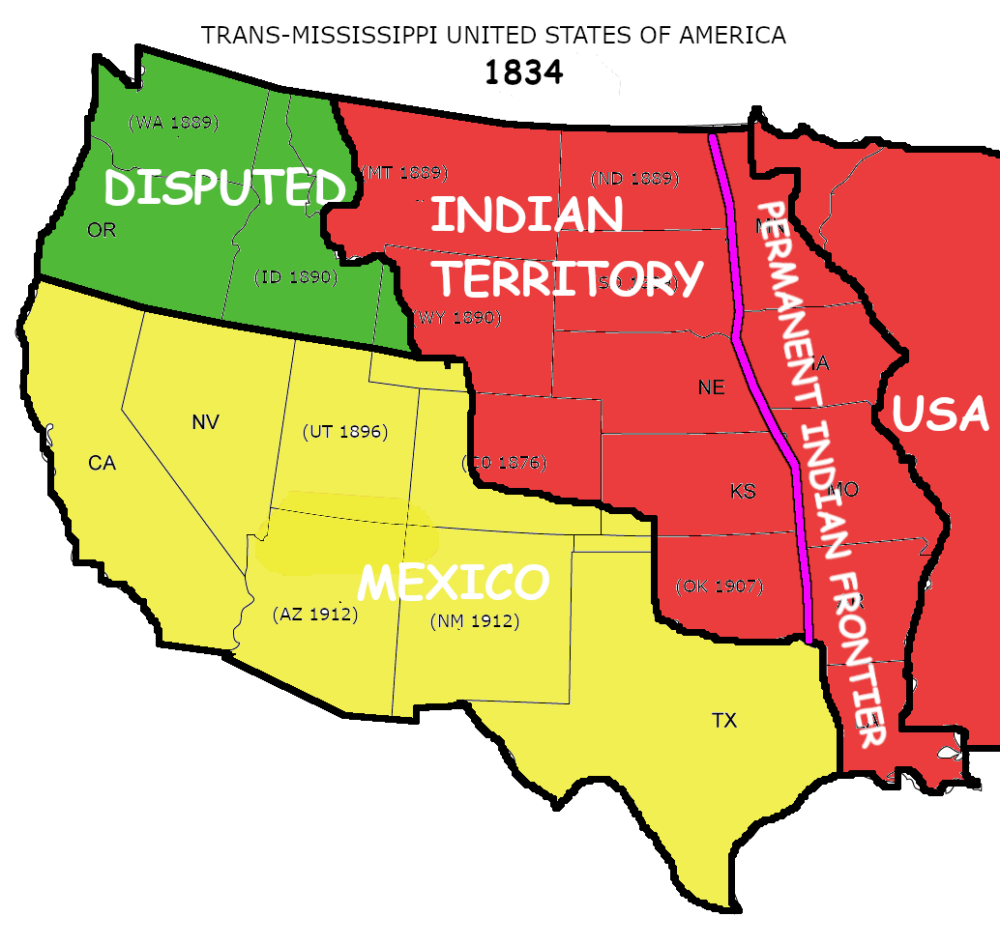 TRANS-MISSISSIPPI UNITED STATES OF AMERICA
1834
(WA 1889)
DISPUTED
OR
(ID 1890)
(MT 1889)
(ND 1889)
INDIAN
TERRITORY
WY 1890)
MN
PERMANENT INDIAN FRONTIER
IA
NE
USA
NV
(UT 1896)
CA
KS
MO
MEXICO
(AZ 1912)
(NM 1912)
(OK 1907)
TX